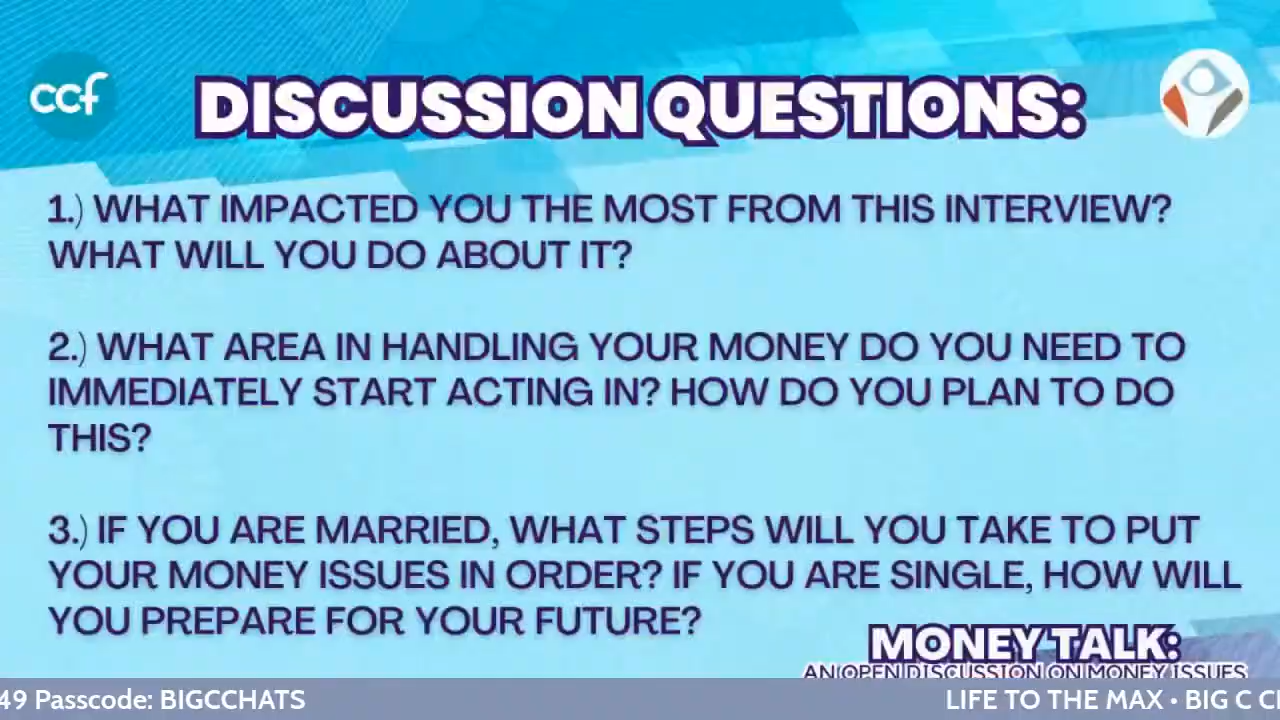 ccf
DISCUSSION QUESTIONS:
1.) WHAT IMPACTED YOU THE MOST FROM THIS INTERVIEW?
WHAT WILL YOU DO ABOUT IT?
2.) WHAT AREA IN HANDLING YOUR MONEY DO YOU NEED TO
IMMEDIATELY START ACTING IN? HOW DO YOU PLAN TO DO
THIS?
3.) IF YOU ARE MARRIED, WHAT STEPS WILL YOU TAKE TO PUT
YOUR MONEY ISSUES IN ORDER? IF YOU ARE SINGLE, HOW WILL
YOU PREPARE FOR YOUR FUTURE?
MONEY TALK:
AN OPEN DISCUSSION ON MONEY ISSUES
49 Passcode: BIGCCHATS LIFE TO THE MAX • BIG C